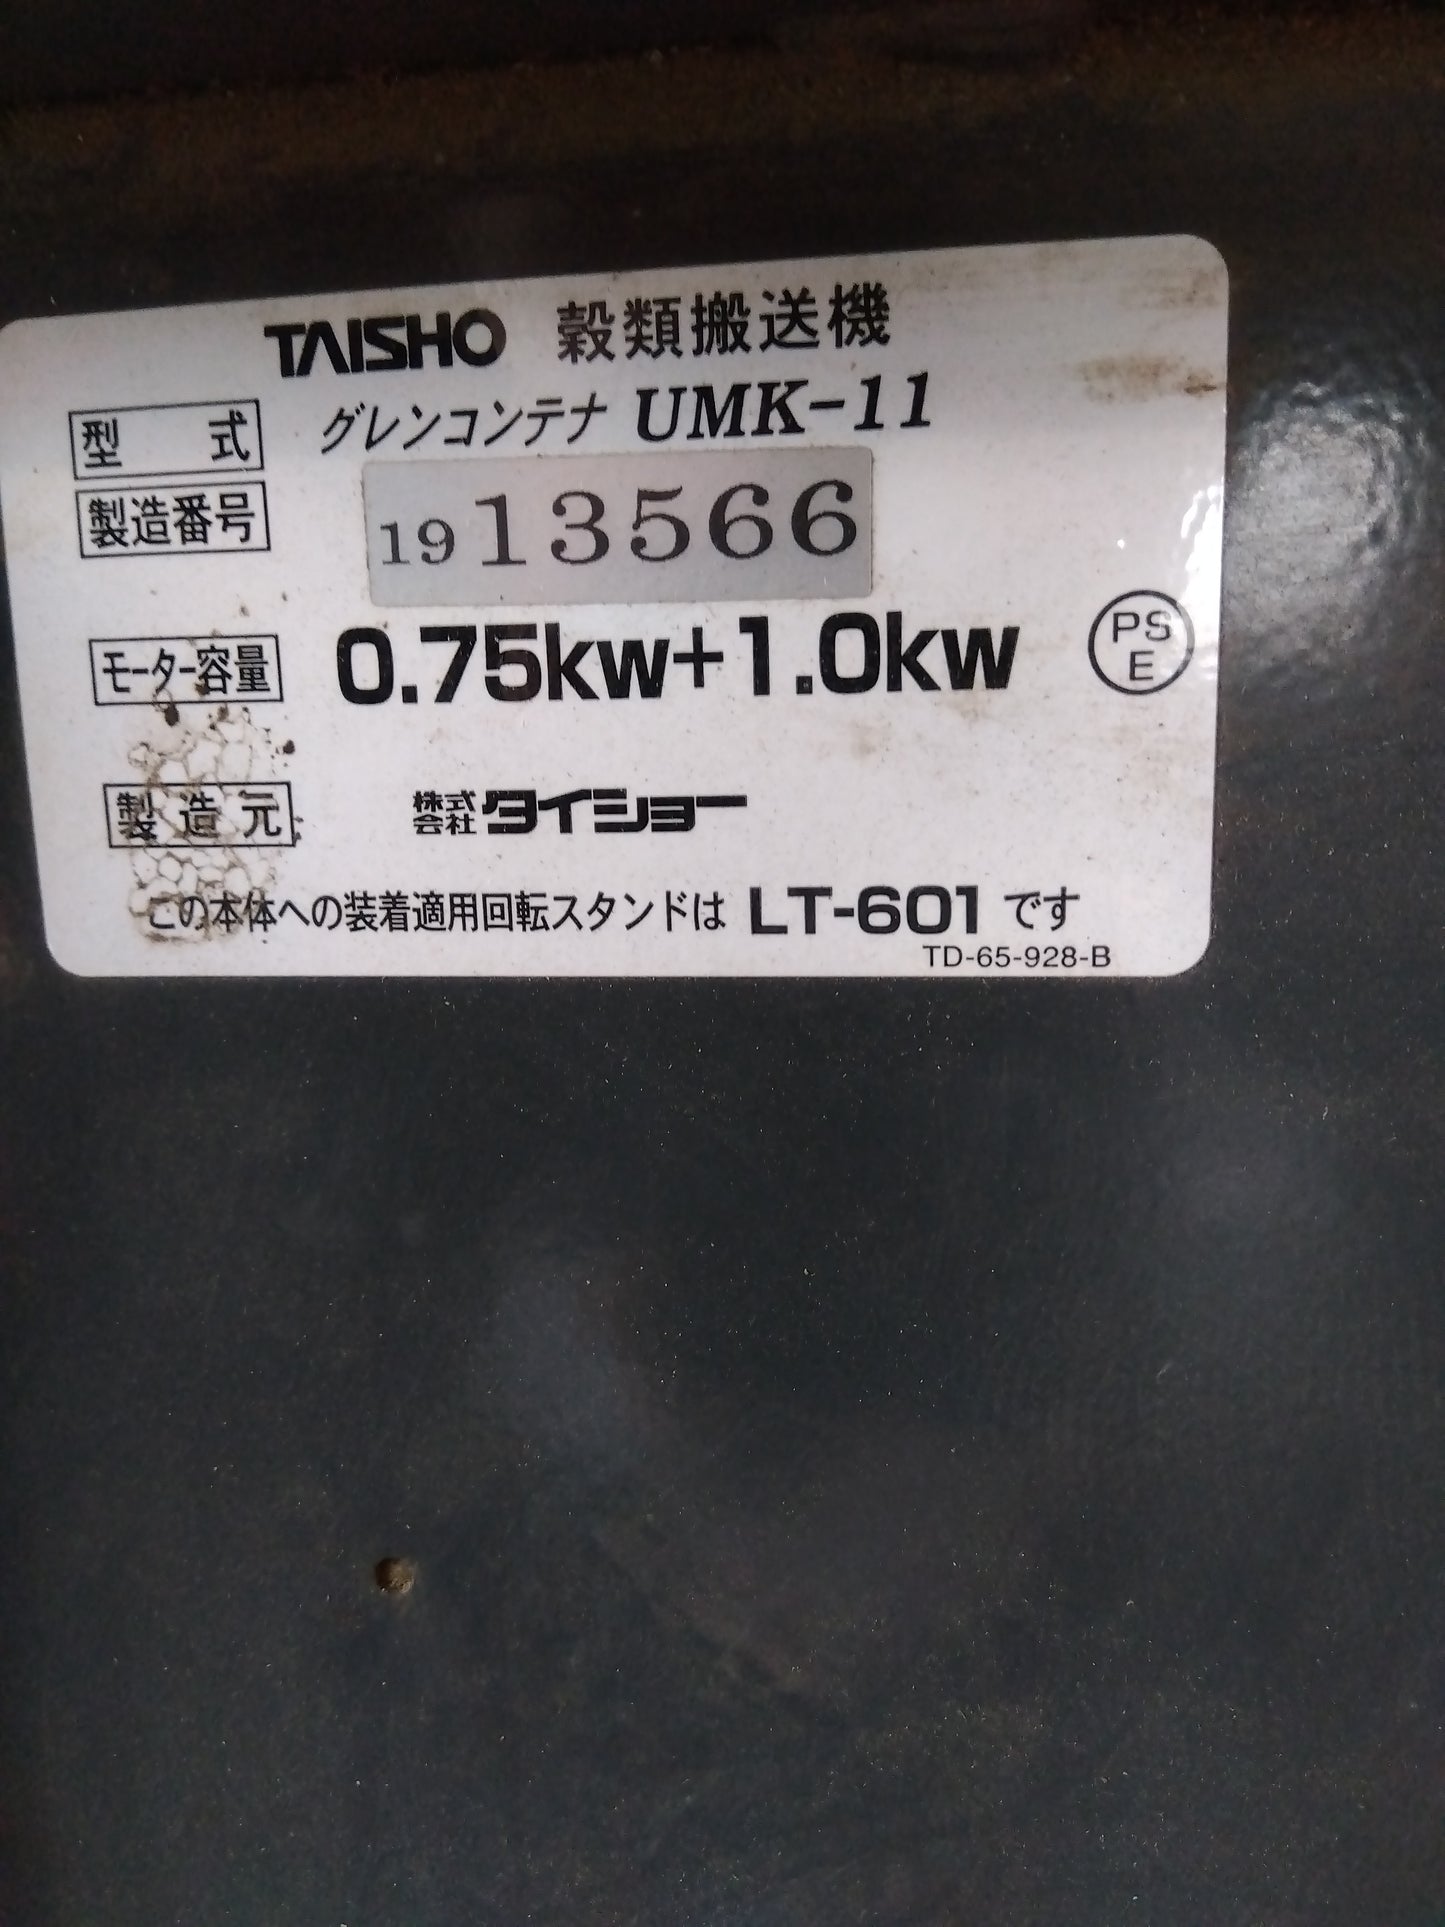 TAISHO 穀類搬送機
型式 グレンコンテナ UMK-11
製造番号 19 13566
モーター容量 0.75kw+1.0kw PSE
製造元 株式会社 タイショー
この本体への装着適用回転スタンドは LT-601 です
TD-65-928-B